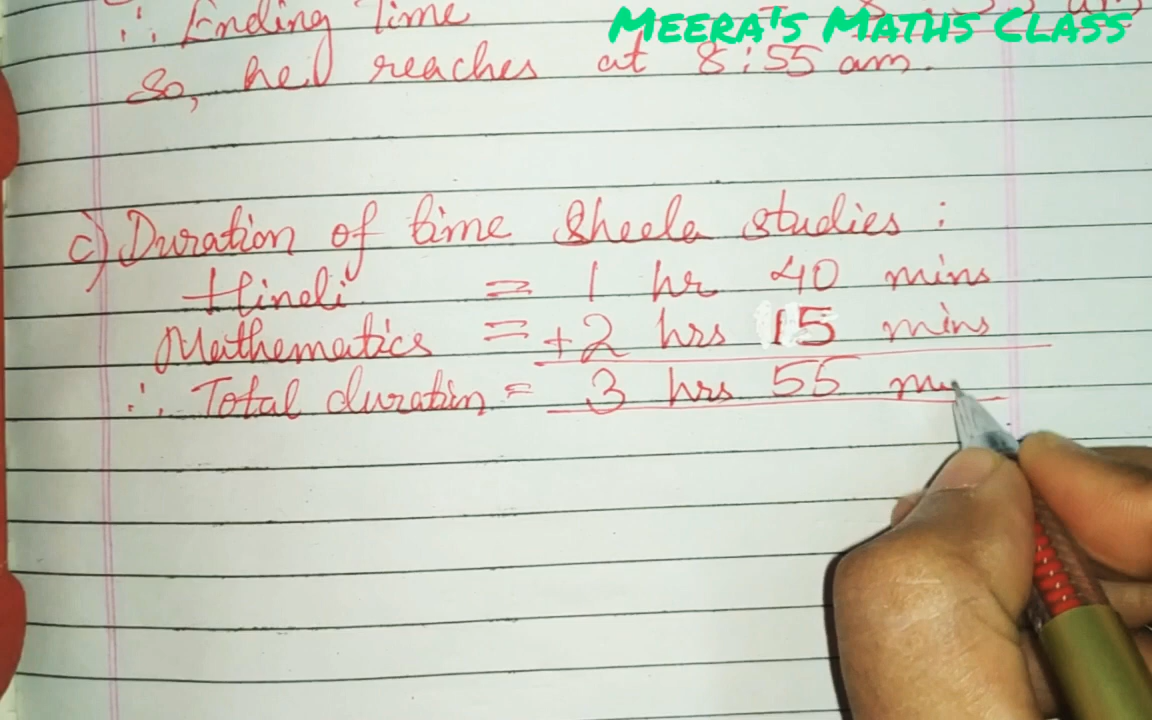 ∴ Ending Time
MEERA'S MATHS CLASS
So, he reaches at 8:55 am.
c) Duration of time Sheela studies :
Hindi = 1 hr 40 mins
Mathematics = +2 hrs 15 mins
∴ Total duration = 3 hrs 55 m